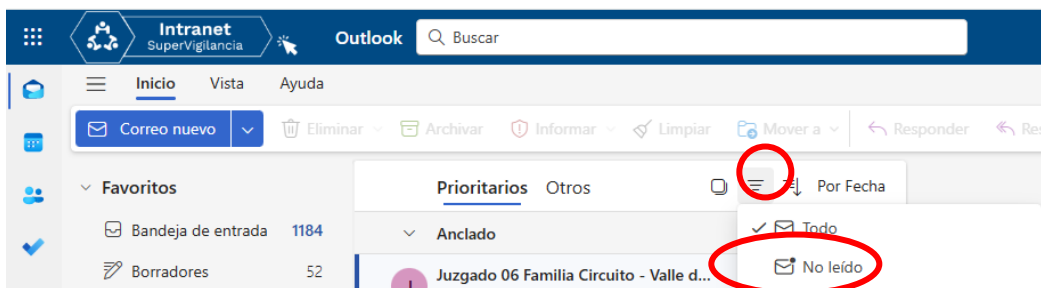 Intranet
SuperVigilancia
Outlook
Buscar
Inicio Vista Ayuda
Correo nuevo Eliminar Archivar Informar Limpiar Mover a Responder
Favoritos
Prioritarios Otros Por Fecha
Bandeja de entrada 1184
Anclado
Todo
Borradores 52
Juzgado 06 Familia Circuito - Valle d...
No leído